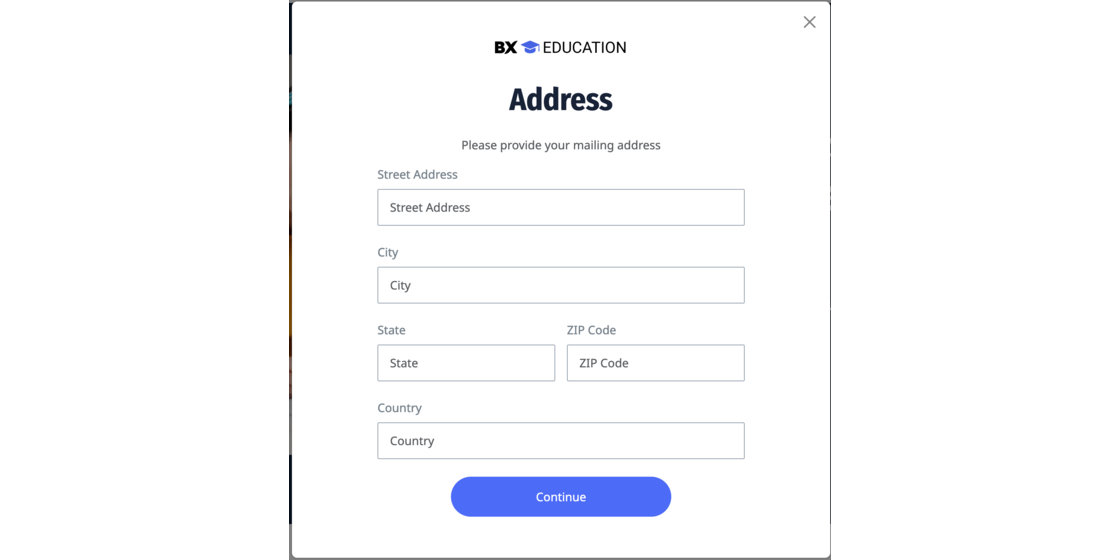 BX EDUCATION
Address
Please provide your mailing address
Street Address
Street Address
City
City
State ZIP Code
State ZIP Code
Country
Country
Continue